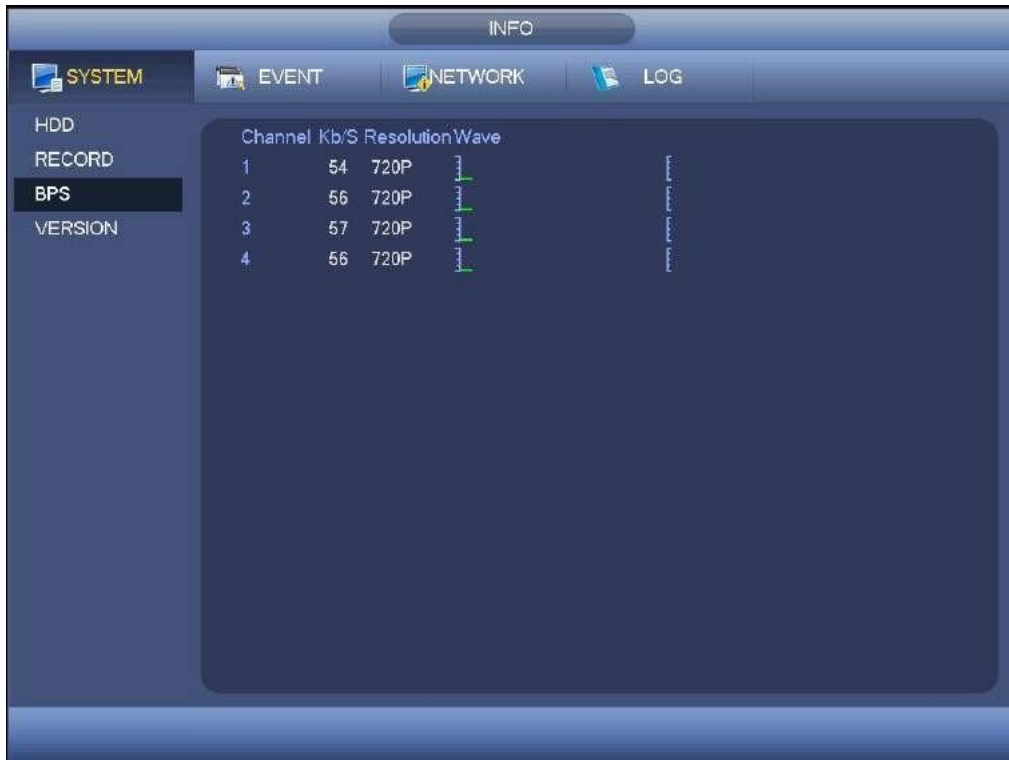 INFO
SYSTEM EVENT NETWORK LOG
HDD
RECORD
BPS
VERSION
Channel Kb/S Resolution Wave
1 54 720P
2 56 720P
3 57 720P
4 56 720P